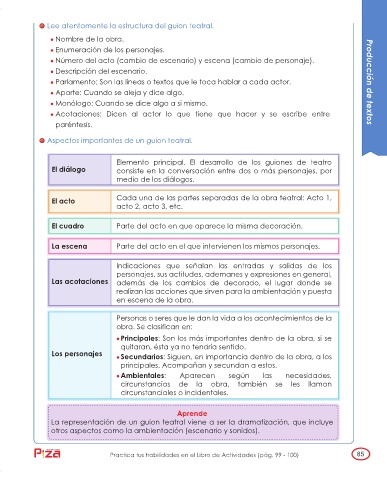 Lee atentamente la estructura del guion teatral.
• Nombre de la obra.
• Enumeración de los personajes.
• Número del acto (cambio de escenario) y escena (cambio de personaje).
• Descripción del escenario.
• Parlamento: Son las líneas o textos que le toca hablar a cada actor.
• Aparte: Cuando se aleja y dice algo.
• Monólogo: Cuando se dice algo a sí mismo.
• Acotaciones: Dicen al actor lo que tiene que hacer y se escribe entre
paréntesis.
Aspectos importantes de un guion teatral.
El diálogo
Elemento principal. El desarrollo de los guiones de teatro
consiste en la conversación entre dos o más personajes, por
medio de los diálogos.
El acto
Cada una de las partes separadas de la obra teatral: Acto 1,
acto 2, acto 3, etc.
El cuadro
Parte del acto en que aparece la misma decoración.
La escena
Parte del acto en el que intervienen los mismos personajes.
Las acotaciones
Indicaciones que señalan las entradas y salidas de los
personajes, sus actitudes, ademanes y expresiones en general,
además de los cambios de decorado, el lugar donde se
realizan las acciones que sirven para la ambientación y puesta
en escena de la obra.
Los personajes
Personas o seres que le dan la vida a los acontecimientos de la
obra. Se clasifican en:
• Principales: Son los más importantes dentro de la obra, si se
quitaran, ésta ya no tendría sentido.
• Secundarios: Siguen, en importancia dentro de la obra, a los
principales. Acompañan y secundan a estos.
• Ambientales: Aparecen según las necesidades,
circunstancias de la obra, también se les llaman
circunstanciales o incidentales.
Aprende
La representación de un guion teatral viene a ser la dramatización, que incluye
otros aspectos como la ambientación (escenario y sonidos).
Producción de textos
Practica tus habilidades en el Libro de Actividades (pág. 99 - 100)
85